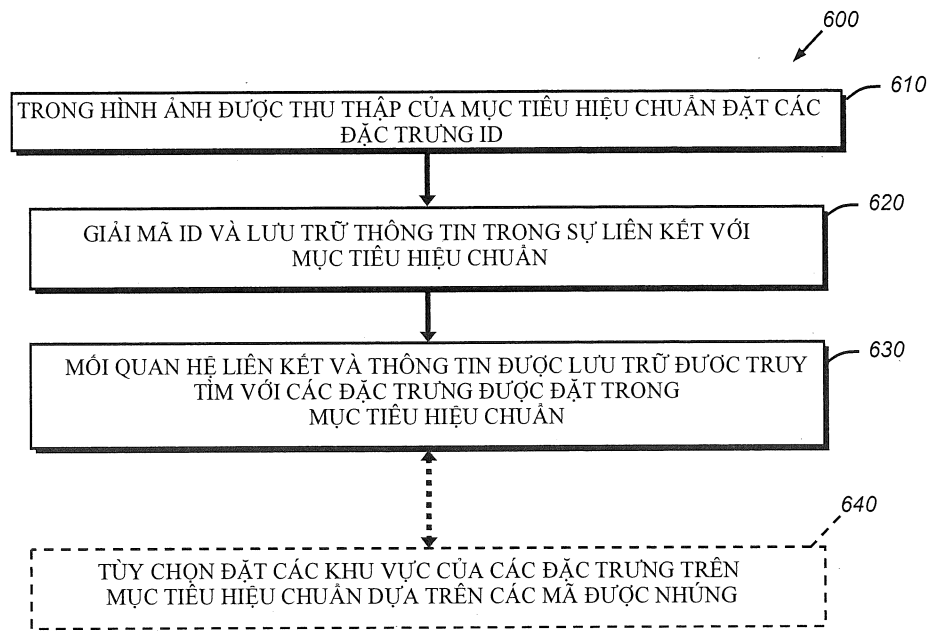 600
610
TRONG HÌNH ẢNH ĐƯỢC THU THẬP CỦA MỤC TIÊU HIỆU CHUẨN ĐẶT CÁC
ĐẶC TRƯNG ID
620
GIẢI MÃ ID VÀ LƯU TRỮ THÔNG TIN TRONG SỰ LIÊN KẾT VỚI
MỤC TIÊU HIỆU CHUẨN
630
MỐI QUAN HỆ LIÊN KẾT VÀ THÔNG TIN ĐƯỢC LƯU TRỮ ĐƯƠC TRUY
TÌM VỚI CÁC ĐẶC TRƯNG ĐƯỢC ĐẶT TRONG
MỤC TIÊU HIỆU CHUẨN
640
TÙY CHỌN ĐẶT CÁC KHU VỰC CỦA CÁC ĐẶC TRƯNG TRÊN
MỤC TIÊU HIỆU CHUẨN DỰA TRÊN CÁC MÃ ĐƯỢC NHÚNG